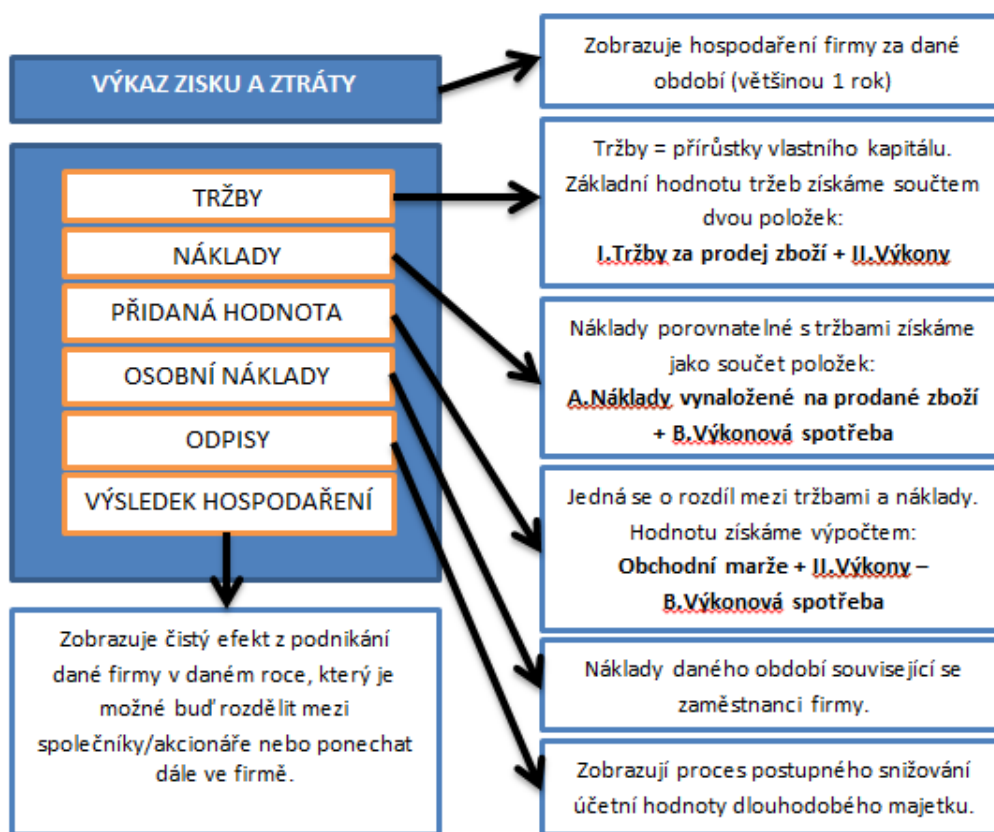 VÝKAZ ZISKU A ZTRÁTY
Zobrazuje hospodaření firmy za dané
období (většinou 1 rok)
TRŽBY
Tržby = přírůstky vlastního kapitálu.
Základní hodnotu tržeb získáme součtem
dvou položek:
I.Tržby za prodej zboží + II.Výkony
NÁKLADY
Náklady porovnatelné s tržbami získáme
jako součet položek:
A.Náklady vynaložené na prodané zboží
+ B.Výkonová spotřeba
PŘIDANÁ HODNOTA
Jedná se o rozdíl mezi tržbami a náklady.
Hodnotu získáme výpočtem:
Obchodní marže + II.Výkony –
B.Výkonová spotřeba
OSOBNÍ NÁKLADY
Náklady daného období související se
zaměstnanci firmy.
ODPISY
Zobrazují proces postupného snižování
účetní hodnoty dlouhodobého majetku.
VÝSLEDEK HOSPODAŘENÍ
Zobrazuje čistý efekt z podnikání
dané firmy v daném roce, který je
možné buď rozdělit mezi
společníky/akcionáře nebo ponechat
dále ve firmě.